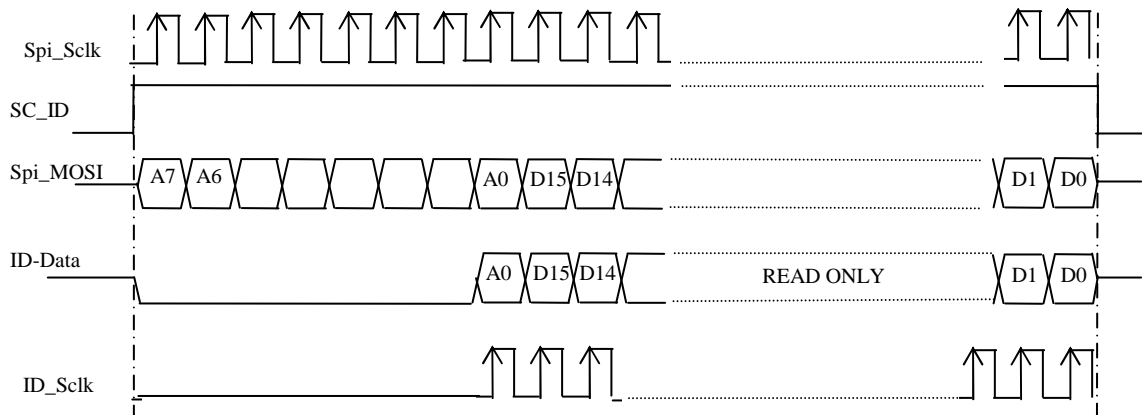 Spi_Sclk
SC_ID
Spi_MOSI A7 A6 A0 D15 D14 D1 D0
ID-Data A0 D15 D14 READ ONLY D1 D0
ID_Sclk